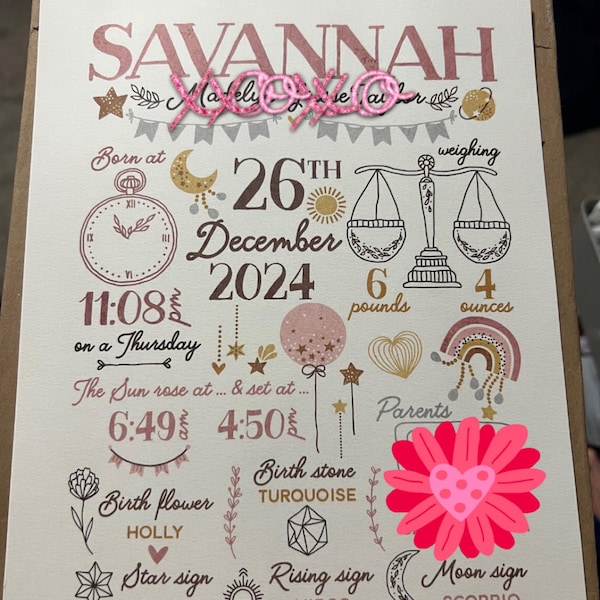 SAVANNAH
Born at
26TH
weighing
December
2024
11:08 pm
6 pounds
4 ounces
on a Thursday
The Sun rose at ... & set at ...
6:49 am
4:50 pm
Parents
Birth flower
HOLLY
Birth stone
TURQUOISE
Star sign
Rising sign
Moon sign
SCORPIO